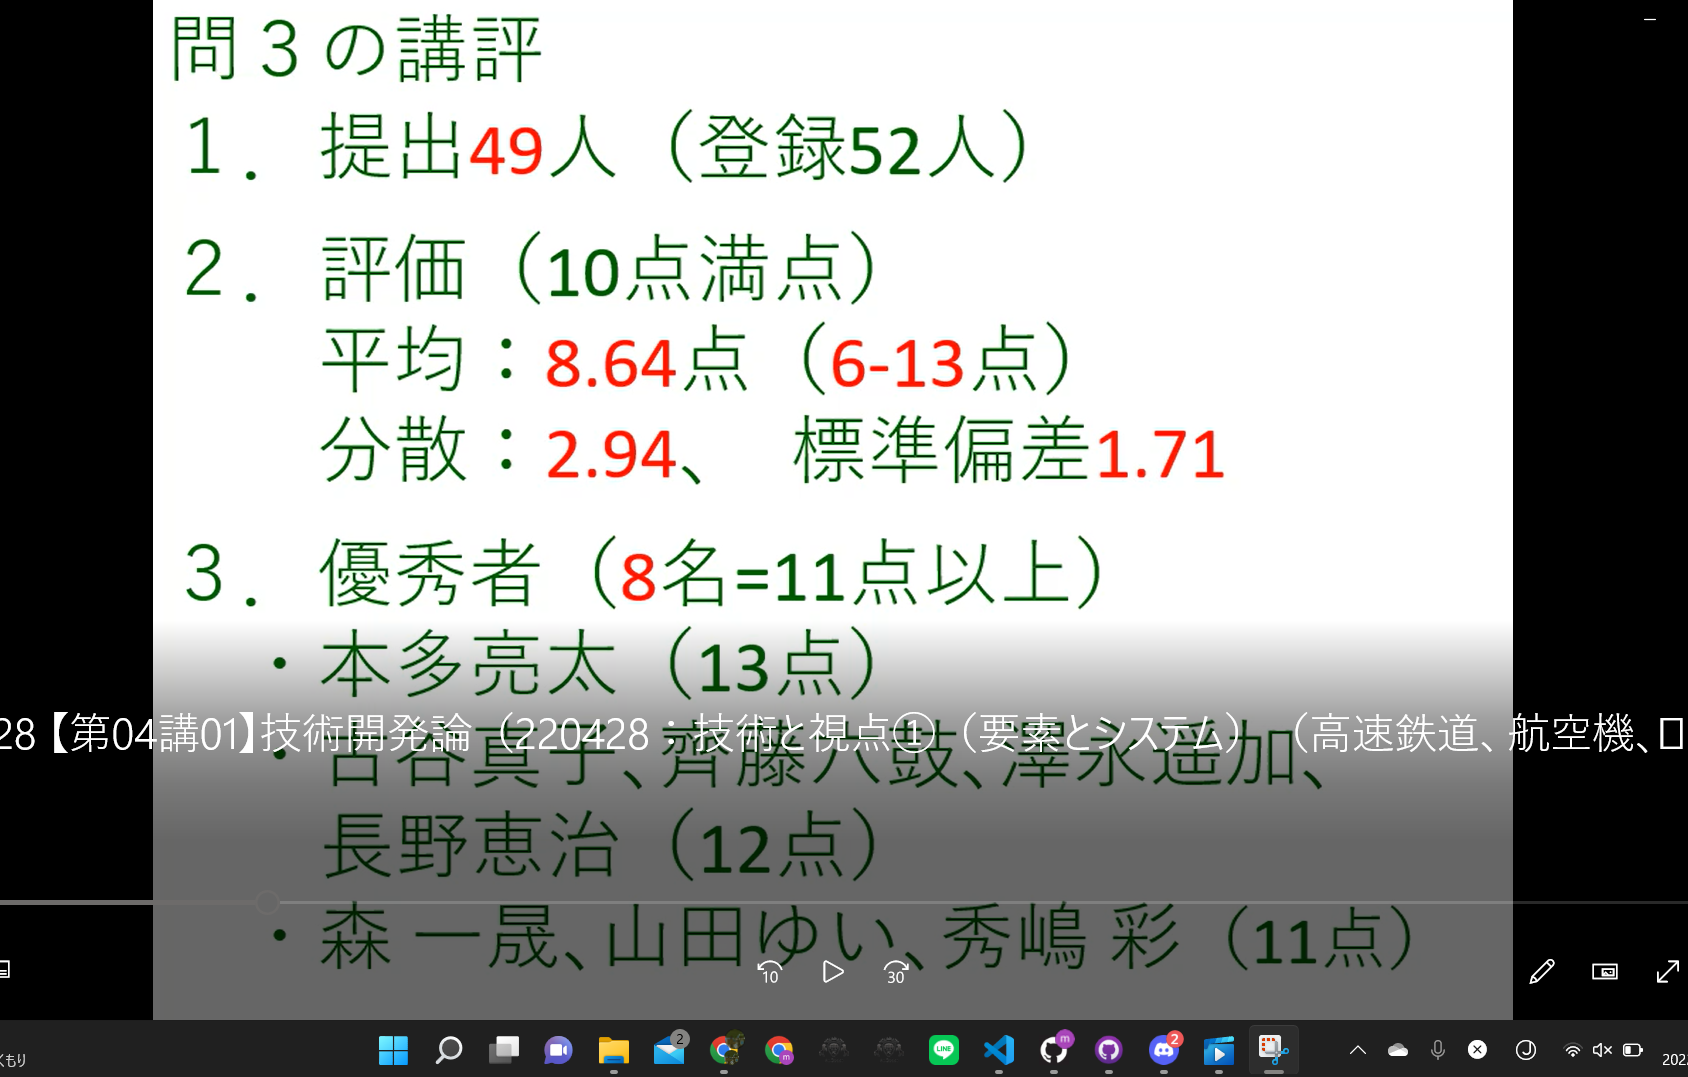 問３の講評
１． 提出49人（登録52人）
２． 評価（10点満点）
平均：8.64点（6-13点）
分散：2.94、 標準偏差1.71
３． 優秀者（8名=11点以上）
・本多亮太（13点）
28【第04講01】技術開発論（220428：技術と視点①（要素とシステム）（高速鉄道、航空機、ロ
・古谷真子、齊藤六鼓、澤永遥加、
長野恵治（12点）
・森 一晟、山田ゆい、秀嶋 彩（11点）
10
30
くもり
2
m
LINE
m
2
202